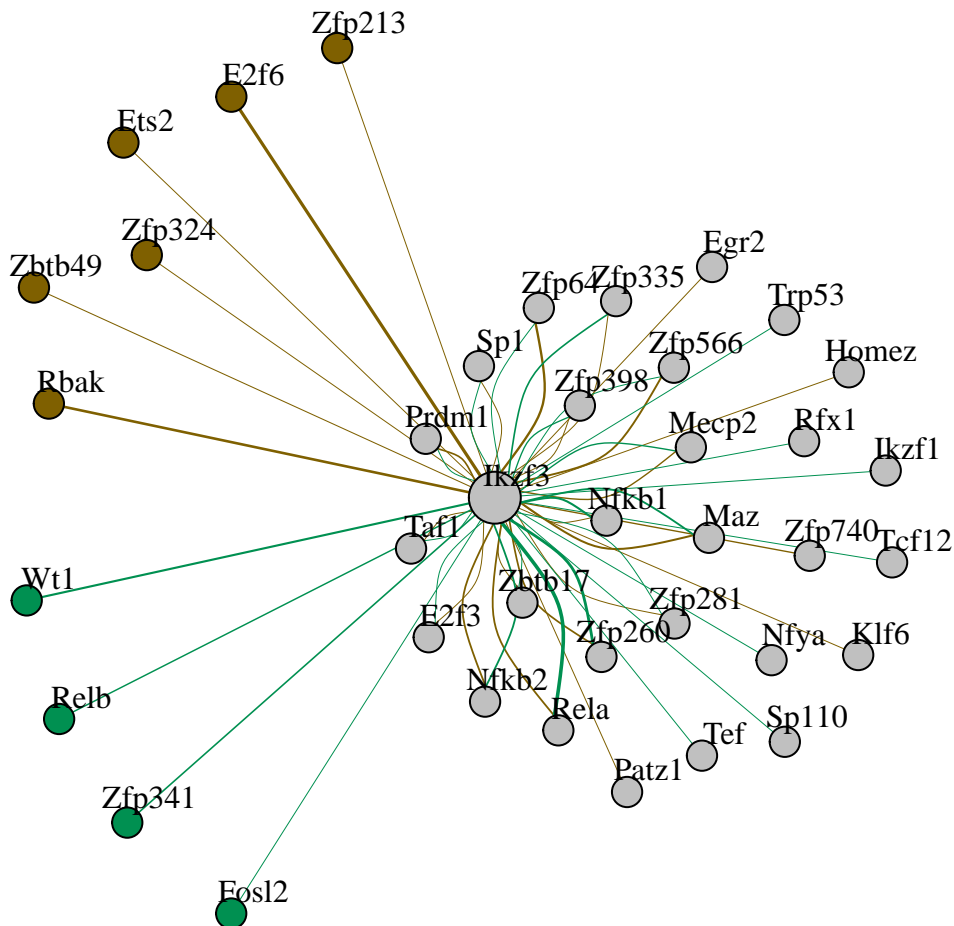 Zfp213
E2f6
Ets2
Zfp324
Egr2
Zbtb49
Zfp64
Zfp335
Trp53
Sp1
Zfp566
Homez
Rbak
Zfp398
Prdm1
Mecp2
Rfx1
Ikzf1
Ikzf3
Nfkb1
Taf1
Maz
Zfp740
Tcf12
Wt1
Zbtb17
Zfp281
E2f3
Zfp260
Nfya
Klf6
Nfkb2
Relb
Rela
Sp110
Tef
Patz1
Zfp341
Fosl2